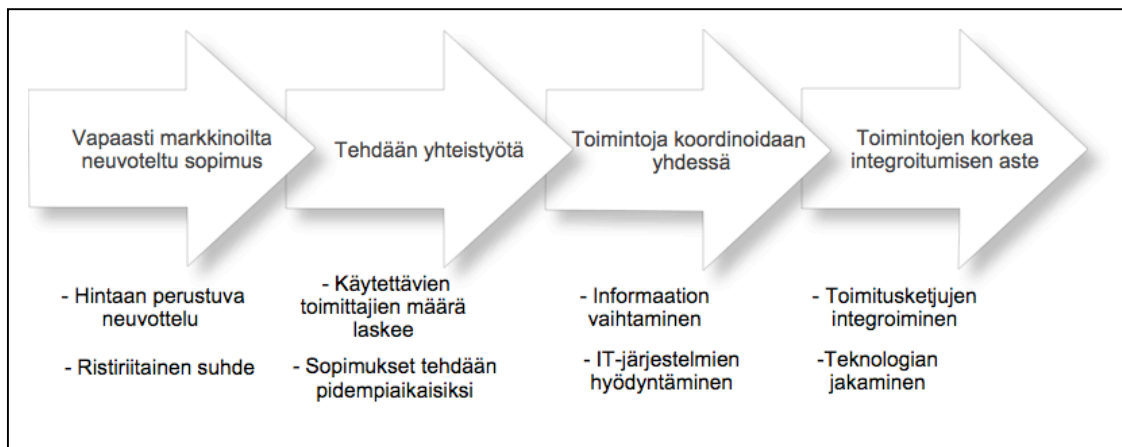 Vapaasti markkinoilta
neuvoteltu sopimus
Tehdään yhteistyötä
Toimintoja koordinoidaan
yhdessä
Toimintojen korkea
integroitumisen aste
- Hintaan perustuva
neuvottelu
- Ristiriitainen suhde
- Käytettävien
toimittajien määrä
laskee
- Sopimukset tehdään
pidempiaikaisiksi
- Informaation
vaihtaminen
- IT-järjestelmien
hyödyntäminen
- Toimitusketjujen
integroiminen
-Teknologian
jakaminen